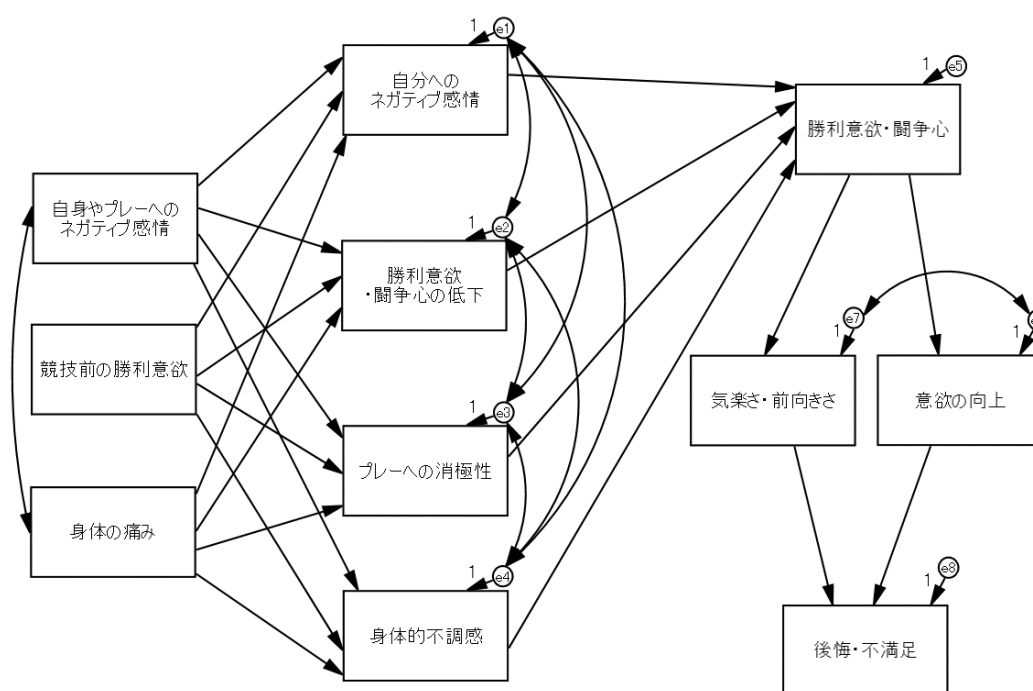 1
e1
自分への
ネガティブ感情
1
e5
勝利意欲・闘争心
自身やプレーへの
ネガティブ感情
1
e2
勝利意欲
・闘争心の低下
競技前の勝利意欲
1
e7
1
気楽さ・前向きさ
意欲の向上
1
e3
プレーへの消極性
身体の痛み
1
e4
身体的不調感
1
e8
後悔・不満足